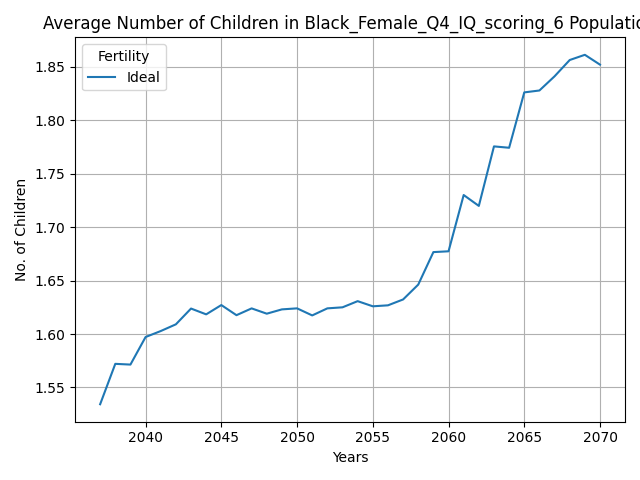 Average Number of Children in Black_Female_Q4_IQ_scoring_6 Populatio
Fertility
Ideal
No. of Children
1.85
1.80
1.75
1.70
1.65
1.60
1.55
2040 2045 2050 2055 2060 2065 2070
Years